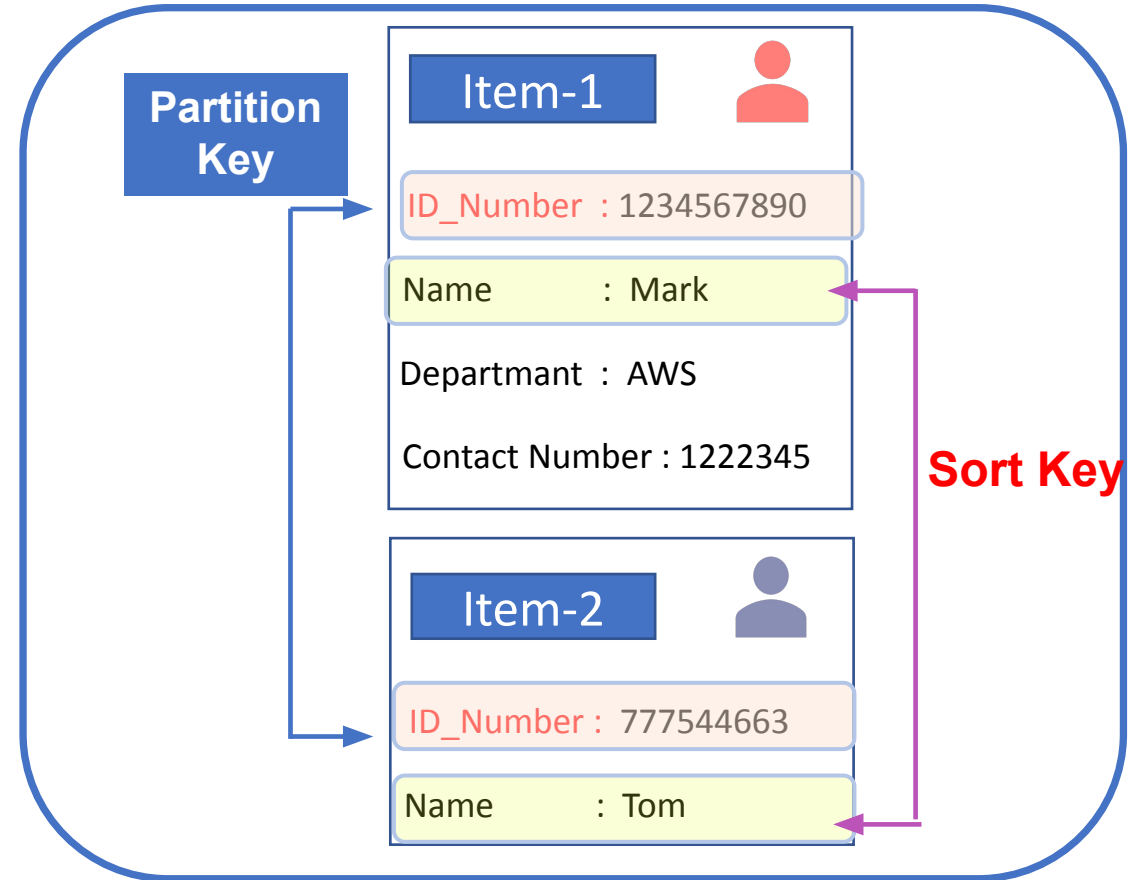 Partition
Key
Item-1
ID_Number : 1234567890
Name : Mark
Departmant : AWS
Contact Number : 1222345
Sort Key
Item-2
ID_Number : 777544663
Name : Tom